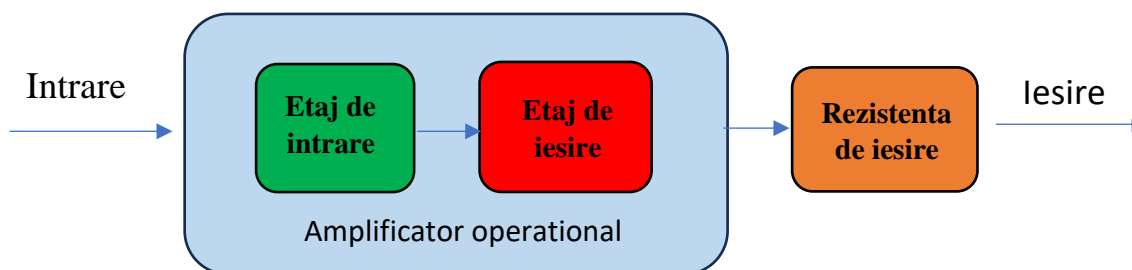 Intrare
Etaj de
intrare
Etaj de
iesire
Amplificator operational
Rezistenta
de iesire
Iesire